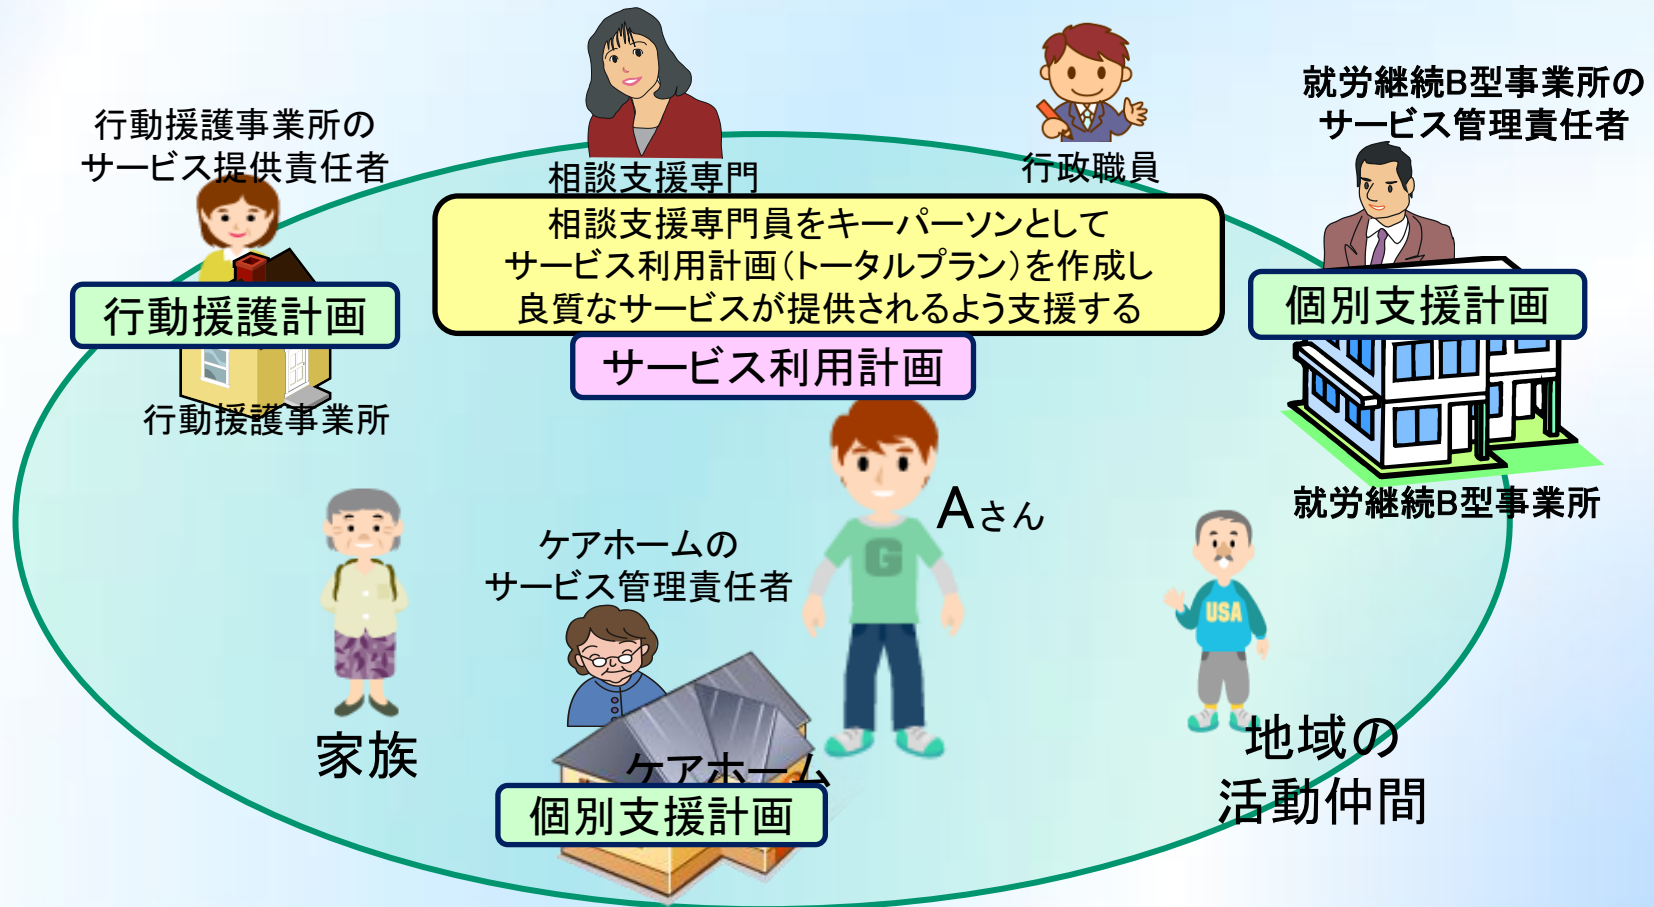 行動援護事業所の
サービス提供責任者
相談支援専門
行政職員
就労継続B型事業所の
サービス管理責任者
相談支援専門員をキーパーソンとして
サービス利用計画（トータルプラン）を作成し
良質なサービスが提供されるよう支援する
行動援護計画
個別支援計画
サービス利用計画
行動援護事業所
就労継続B型事業所
Aさん
G
ケアホームの
サービス管理責任者
USA
家族
ケアホーム
個別支援計画
地域の
活動仲間